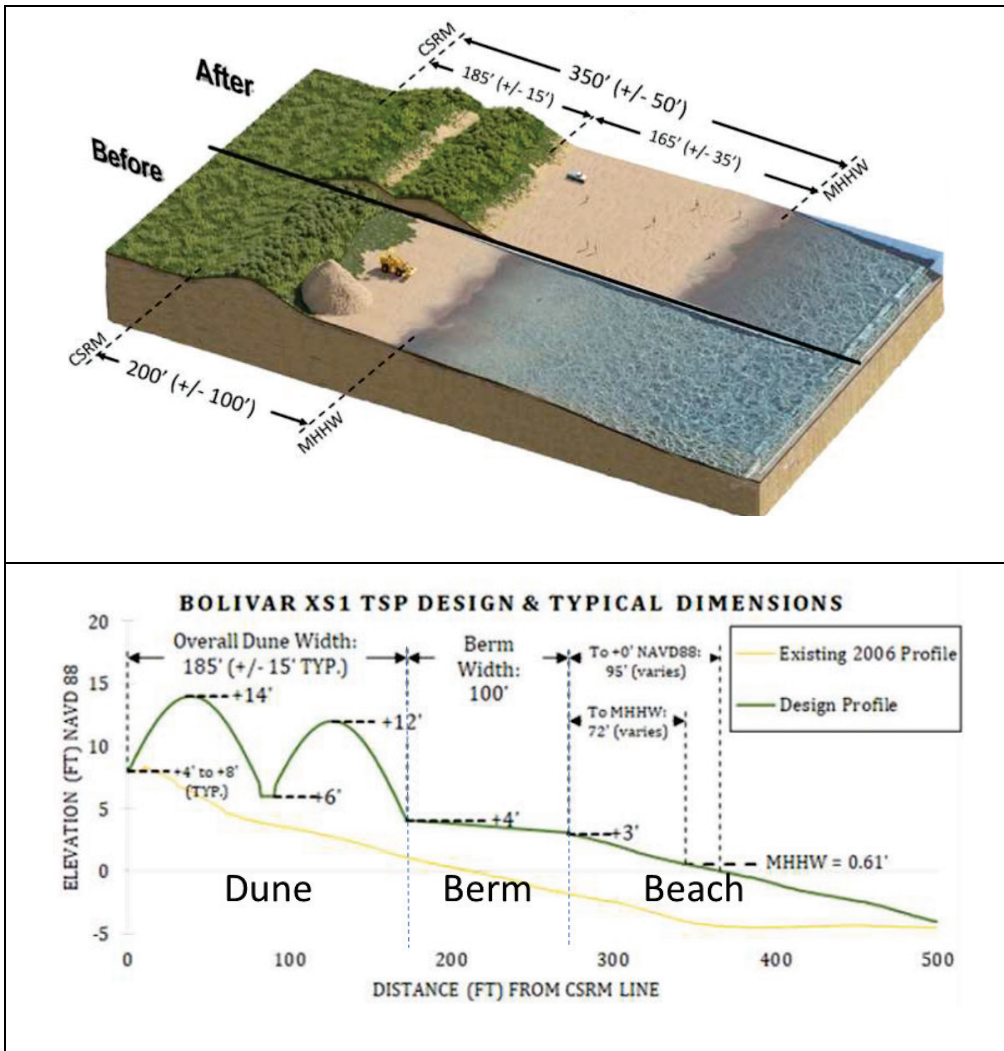 After
Before
CSRM
350' (+/- 50')
185' (+/- 15')
165' (+/- 35')
MHHW
CSRM
200' (+/- 100')
MHHW
BOLIVAR XS1 TSP DESIGN & TYPICAL DIMENSIONS
Overall Dune Width:
185' (+/- 15' TYP.)
Berm
Width:
100'
To +0' NAVD88:
95' (varies)
To MHHW:
72' (varies)
Existing 2006 Profile
Design Profile
+14'
+12'
+4' to +8'
(TYP.)
+6'
+4'
+3'
MHHW = 0.61'
Dune
Berm
Beach
ELEVATION (FT) NAVD 88
20
15
10
5
0
-5
0
100
200
300
400
500
DISTANCE (FT) FROM CSRM LINE